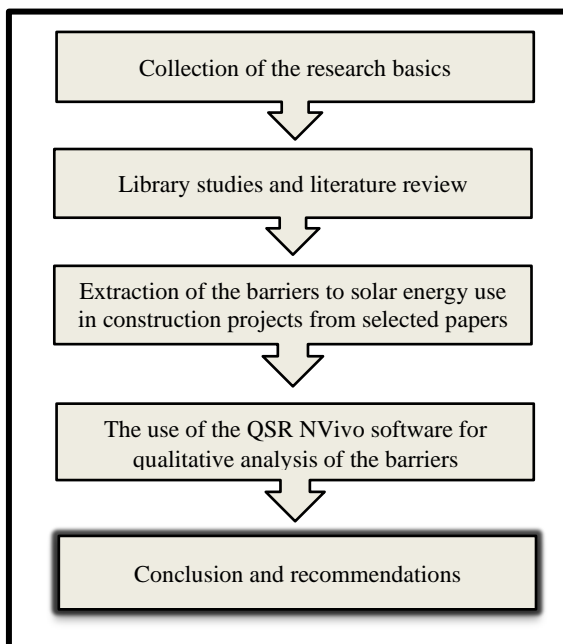 Collection of the research basics
Library studies and literature review
Extraction of the barriers to solar energy use
in construction projects from selected papers
The use of the QSR NVivo software for
qualitative analysis of the barriers
Conclusion and recommendations